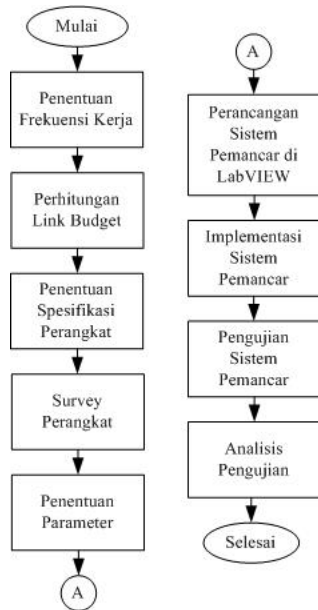 Mulai
Penentuan
Frekuensi Kerja
Perhitungan
Link Budget
Penentuan
Spesifikasi
Perangkat
Survey
Perangkat
Penentuan
Parameter
A
A
Perancangan
Sistem
Pemancar di
LabVIEW
Implementasi
Sistem
Pemancar
Pengujian
Sistem
Pemancar
Analisis
Pengujian
Selesai